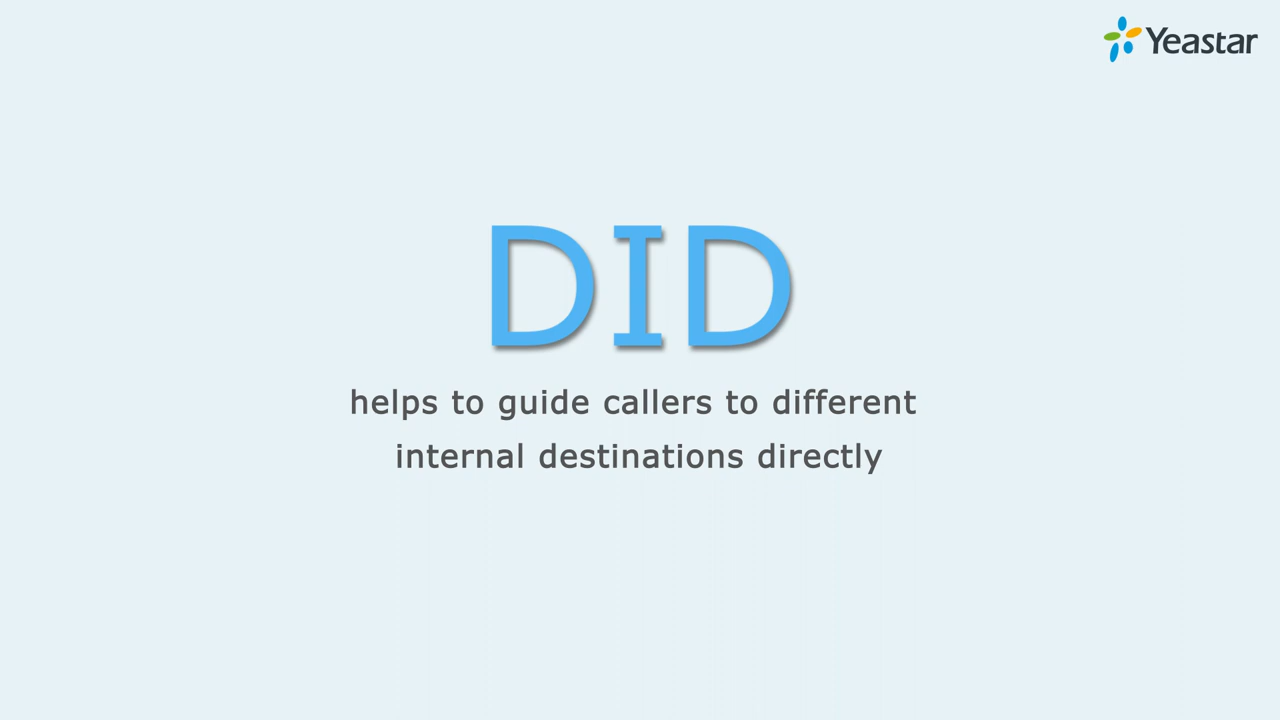 Yeastar
DID
helps to guide callers to different
internal destinations directly